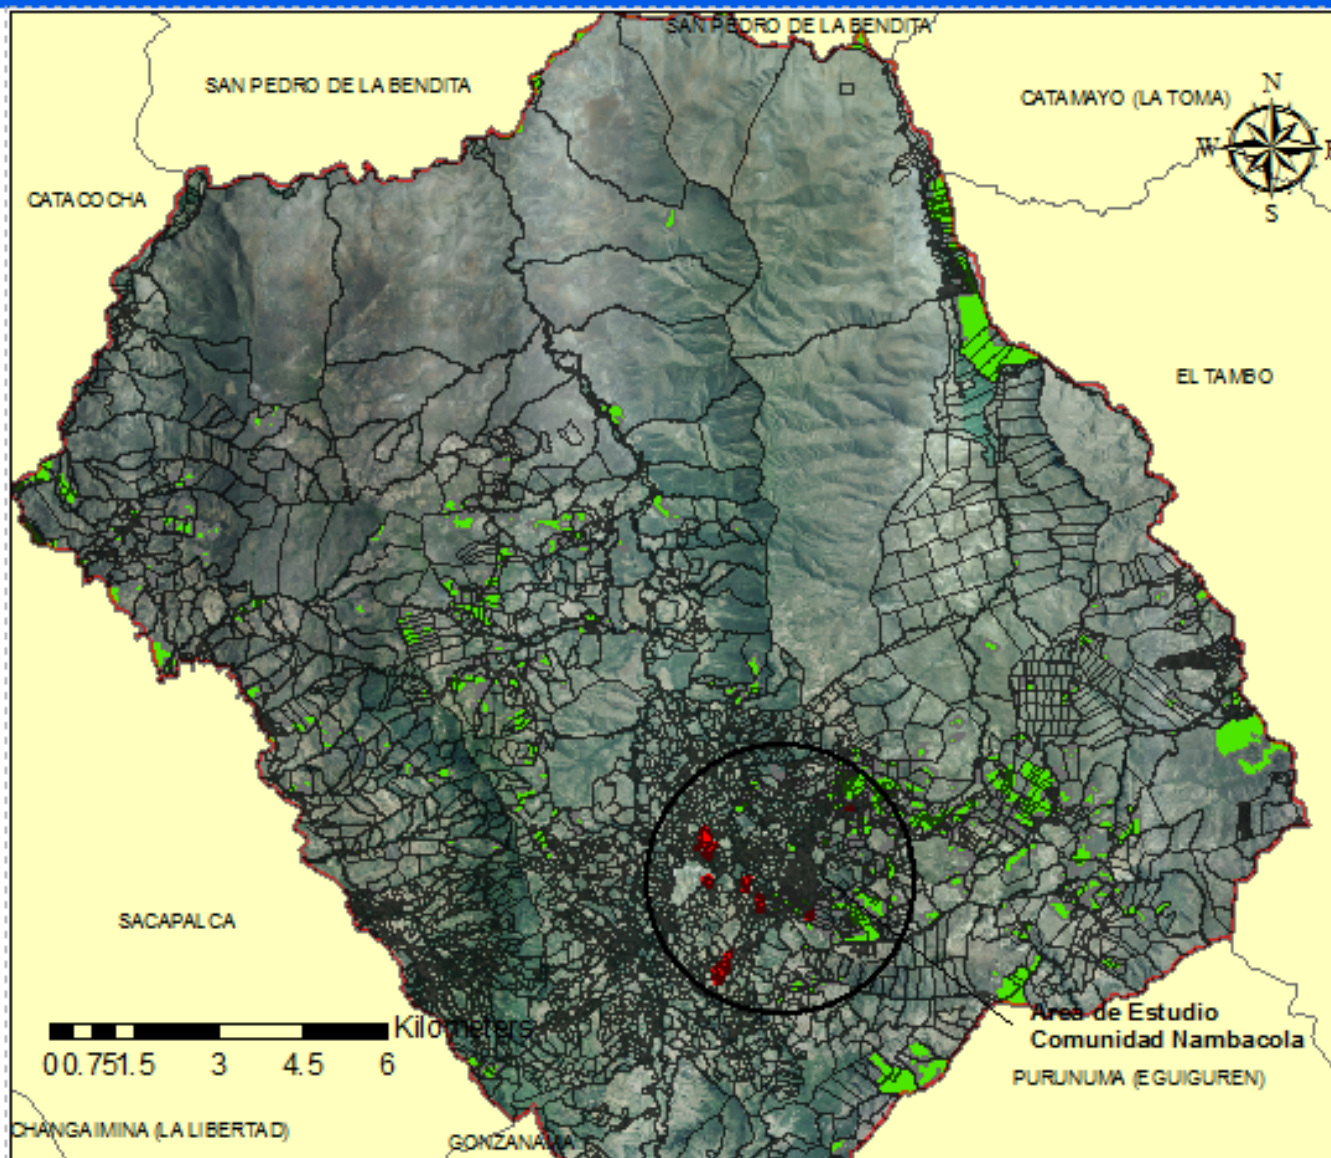 SAN PEDRO DE LA BENDITA
SAN PEDRO DE LA BENDITA
CATAMAYO (LA TOMA)
N
W
S
CATACOCHA
EL TAMBO
SACAPALCA
Area de Estudio
Comunidad Nambacola
Kilometers
0 0.75 1.5 3 4.5 6
PURUNUMA (EGUIGUREN)
CHANGAIMINA (LA LIBERTAD)
GONZANAMA